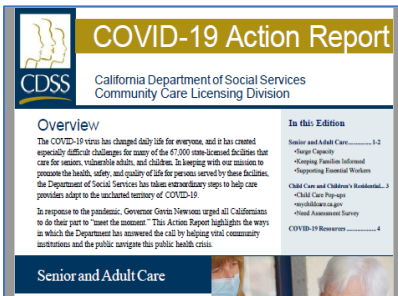 COVID-19 Action Report
CDSS
California Department of Social Services
Community Care Licensing Division
Overview
The COVID-19 virus has changed daily life for everyone, and it has created
especially difficult challenges for many of the 67,000 state-licensed facilities that
care for seniors, vulnerable adults, and children. In keeping with our mission to
promote the health, safety, and quality of life for persons served by these facilities,
the Department of Social Services has taken extraordinary steps to help care
providers adapt to the uncharted territory of COVID-19.
In response to the pandemic, Governor Gavin Newsom urged all Californians
to do their part to “meet the moment.” This Action Report highlights the ways
in which the Department has answered the call by helping vital community
institutions and the public navigate this public health crisis.
In this Edition
Senior and Adult Care............. 1-2
•Surge Capacity
•Keeping Families Informed
•Supporting Essential Workers
Child Care and Children's Residential... 3
•Child Care Pop-ups
•mychildcare.ca.gov
•Need Assessment Survey
COVID-19 Resources ................ 4
Senior and Adult Care